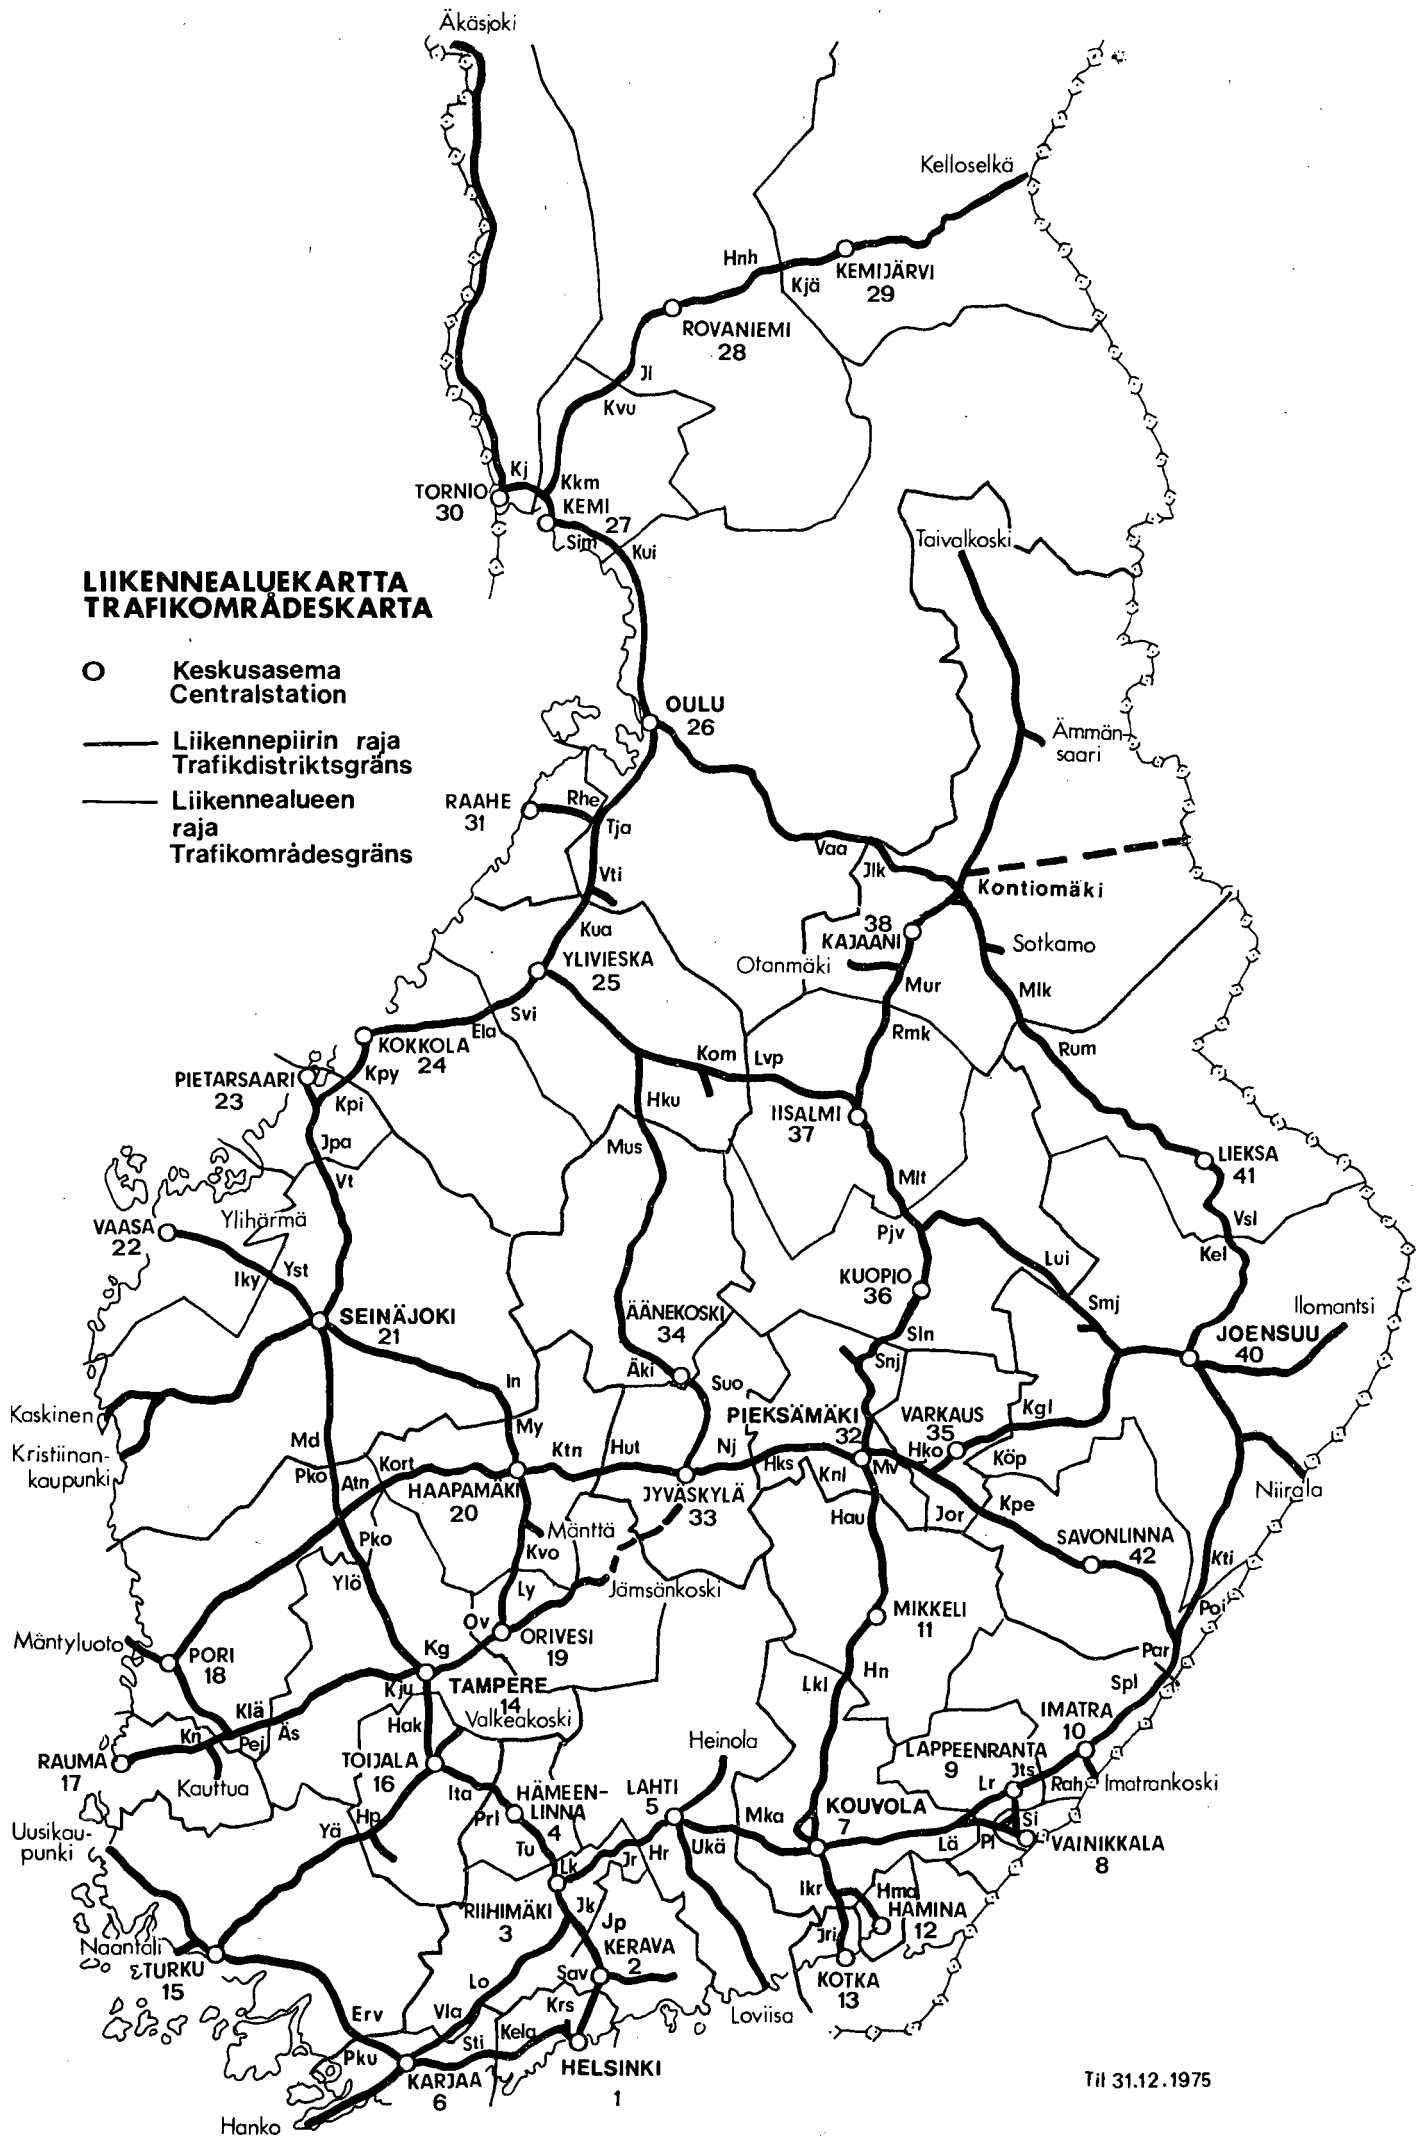 Äkäsjoki
Kelloselkä
Hnh
Kjä
KEMIJÄRVI
29
ROVANIEMI
28
Ji
Kvu
Kj
Kkm
TORNIO
30
KEMI
27
Sim
Kui
Taivalkoski
LIIKENNEALUEKARTTA
TRAFIKOMRÅDESKARTA
Keskusasema
Centralstation
Liikennepiirin raja
Trafikdistriktsgräns
Liikennealueen
raja
Trafikområdesgräns
OULU
26
Ämmän-
saari
RAAHE
31
Rhe
Tja
Vaa
Jlk
Vti
Kontiomäki
Kua
38
KAJAANI
Sotkamo
Otanmäki
YLIVIESKA
25
Mur
Mlk
Svi
Ela
Rmk
Rum
KOKKOLA
24
Kom
Lvp
Kpy
PIETARSAARI
23
Kpi
Hku
IISALMI
37
Jpa
Mus
LIEKSA
41
Vt
Mlt
Ylihärmä
VAASA
22
Vsl
Pjv
Kel
Iky
Yst
Lui
KUOPIO
36
SEINÄJOKI
21
ÄÄNEKOSKI
34
Smj
Ilomantsi
Sln
JOENSUU
40
Snj
Äki
Suo
In
Kaskinen
My
PIEKSÄMÄKI
32
VARKAUS
35
Kgl
Kristiinan-
kaupunki
Md
Pko
Atn
Kort
Ktn
Hut
Nj
Hks
Knl
Mv
Hko
Köp
HAAPAMÄKI
20
JYVÄSKYLÄ
33
Niirala
Hau
Jor
Kpe
Pko
Mänttä
Kvo
SAVONLINNA
42
Kti
Ylö
Ly
Jämsänkoski
Poi
Ov
MIKKELI
11
Mäntyluoto
PORI
18
Kg
ORIVESI
19
Par
Kju
TAMPERE
14
Lkl
Hn
Spl
Klä
Äs
Hak
Valkeakoski
IMATRA
10
Kn
Pej
Heinola
LAPPEENRANTA
9
RAUMA
17
TOIJALA
16
Jts
Lr
Rah
Imatrankoski
Kauttua
Ita
HÄMEEN-
LINNA
4
LAHTI
5
Prl
Mka
KOUVOLA
7
Si
Uusikau-
punki
Yä
Hp
Tu
Ukä
Lä
Pl
VAINIKKALA
8
Lk
Jr
Hr
Ikr
Hma
RIIHIMÄKI
3
Jk
HAMINA
12
Jp
KERAVA
2
Jri
Naantali
TURKU
15
Lo
Sav
KOTKA
13
Erv
Vla
Krs
Loviisa
Sti
Kela
Pku
KARJAA
6
HELSINKI
1
Til 31.12.1975
Hanko